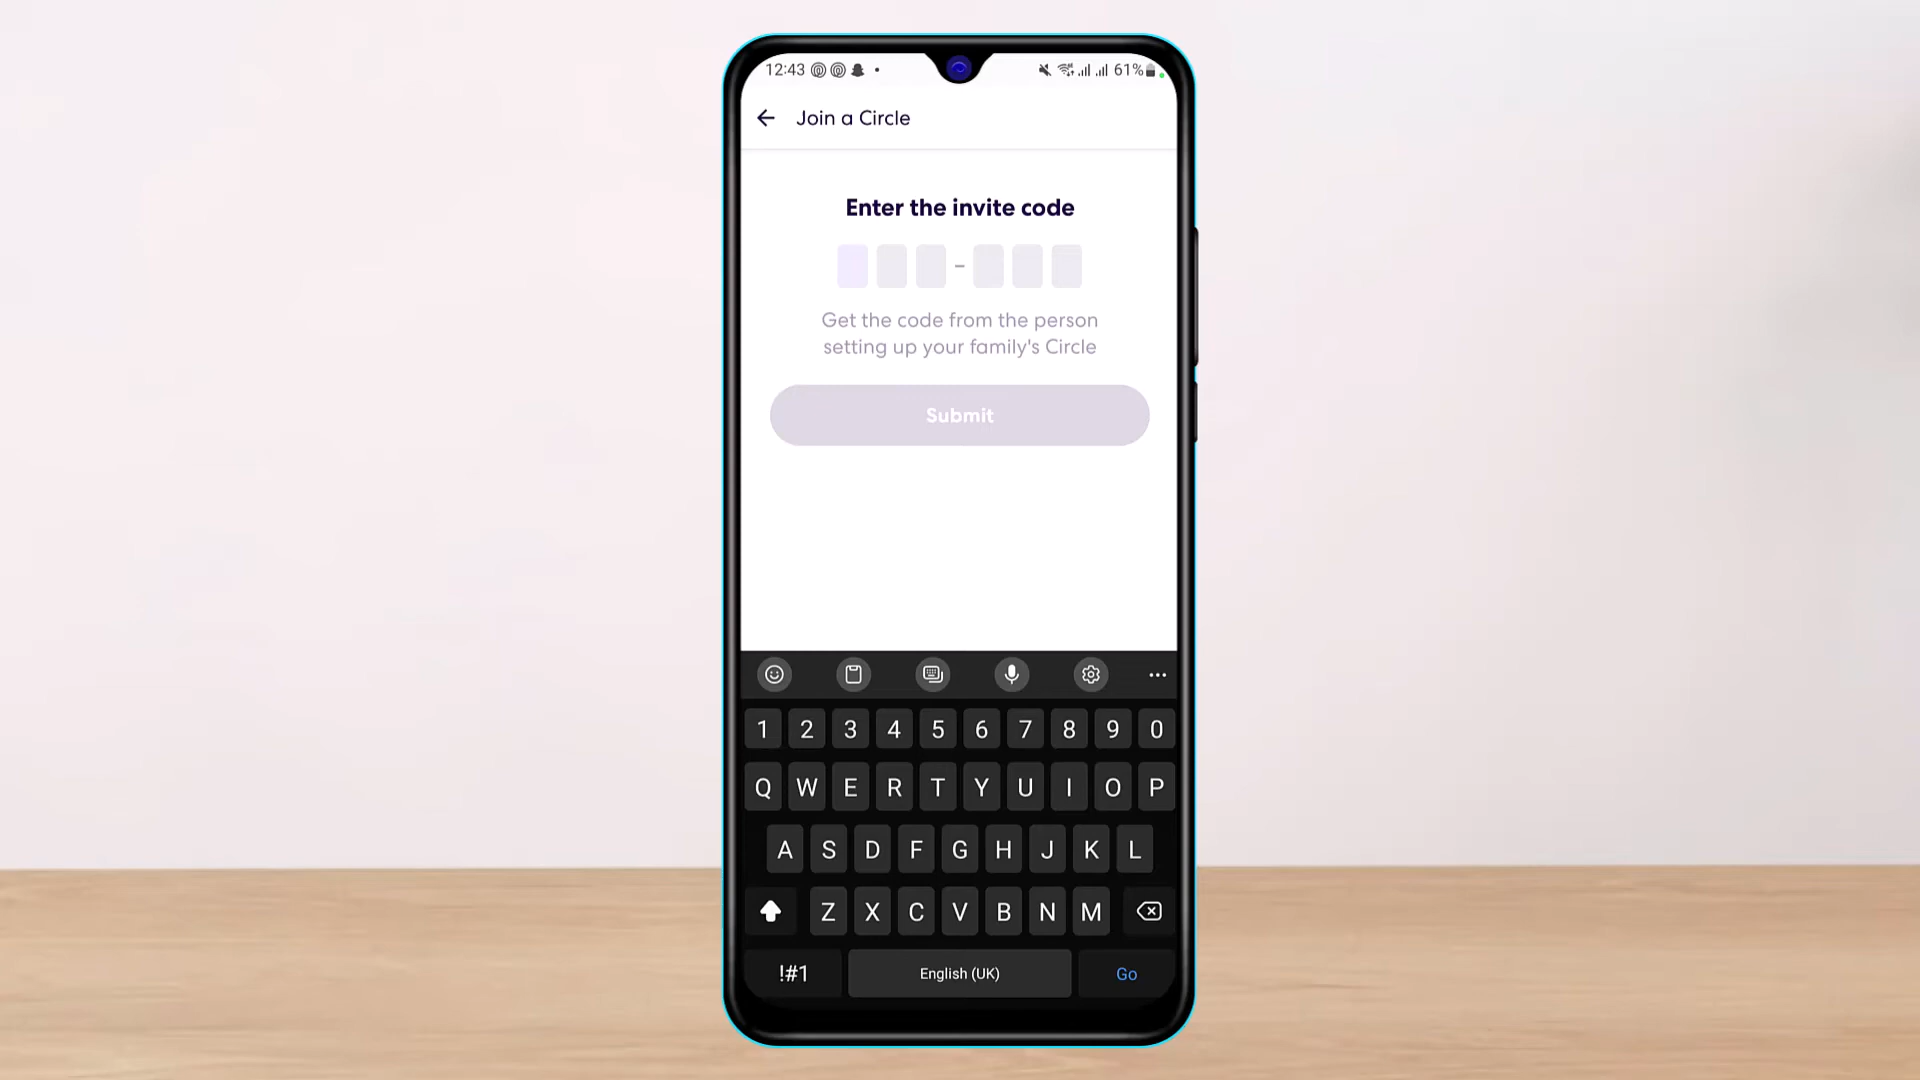 12:43 61%
Join a Circle
Enter the invite code
-
Get the code from the person
setting up your family's Circle
Submit
1 2 3 4 5 6 7 8 9 0
Q W E R T Y U I O P
A S D F G H J K L
Z X C V B N M
!#1 English (UK) Go